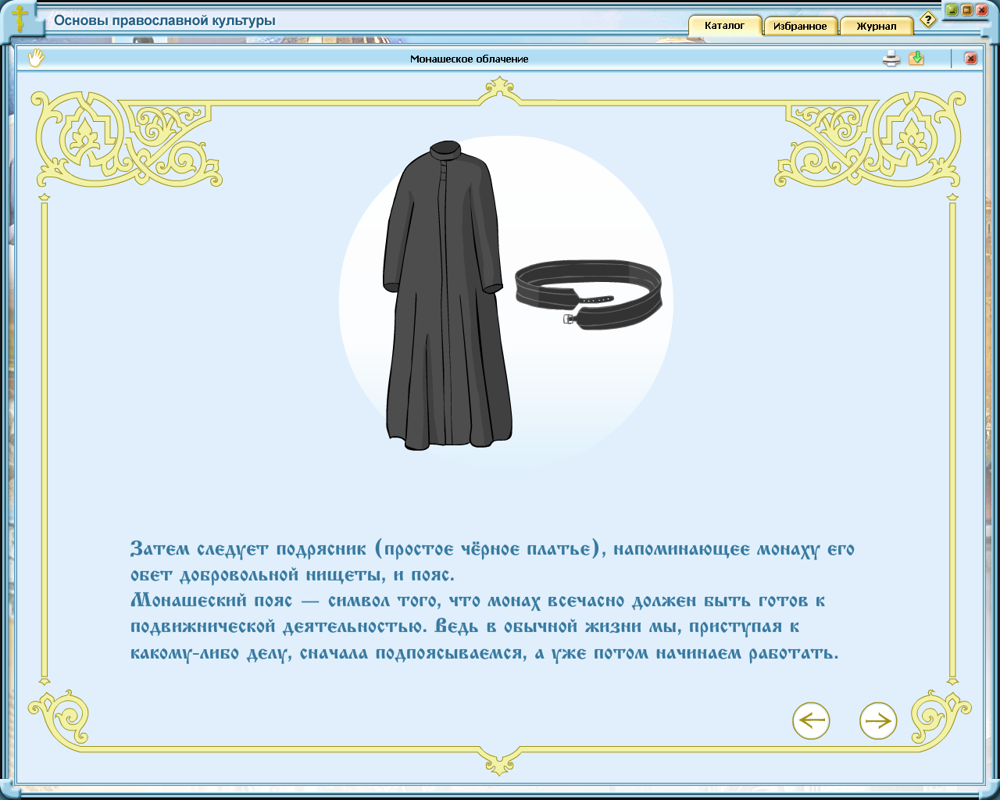 Основы православной культуры
Каталог
Избранное
Журнал
?
Монашеское облачение
Затем следует подрясник (простое чёрное платье), напоминающее монаху его
обет добровольной нищеты, и пояс.
Монашеский пояс — символ того, что монах всечасно должен быть готов к
подвижнической деятельностью. Ведь в обычной жизни мы, приступая к
какому-либо делу, сначала подпоясываемся, а уже потом начинаем работать.